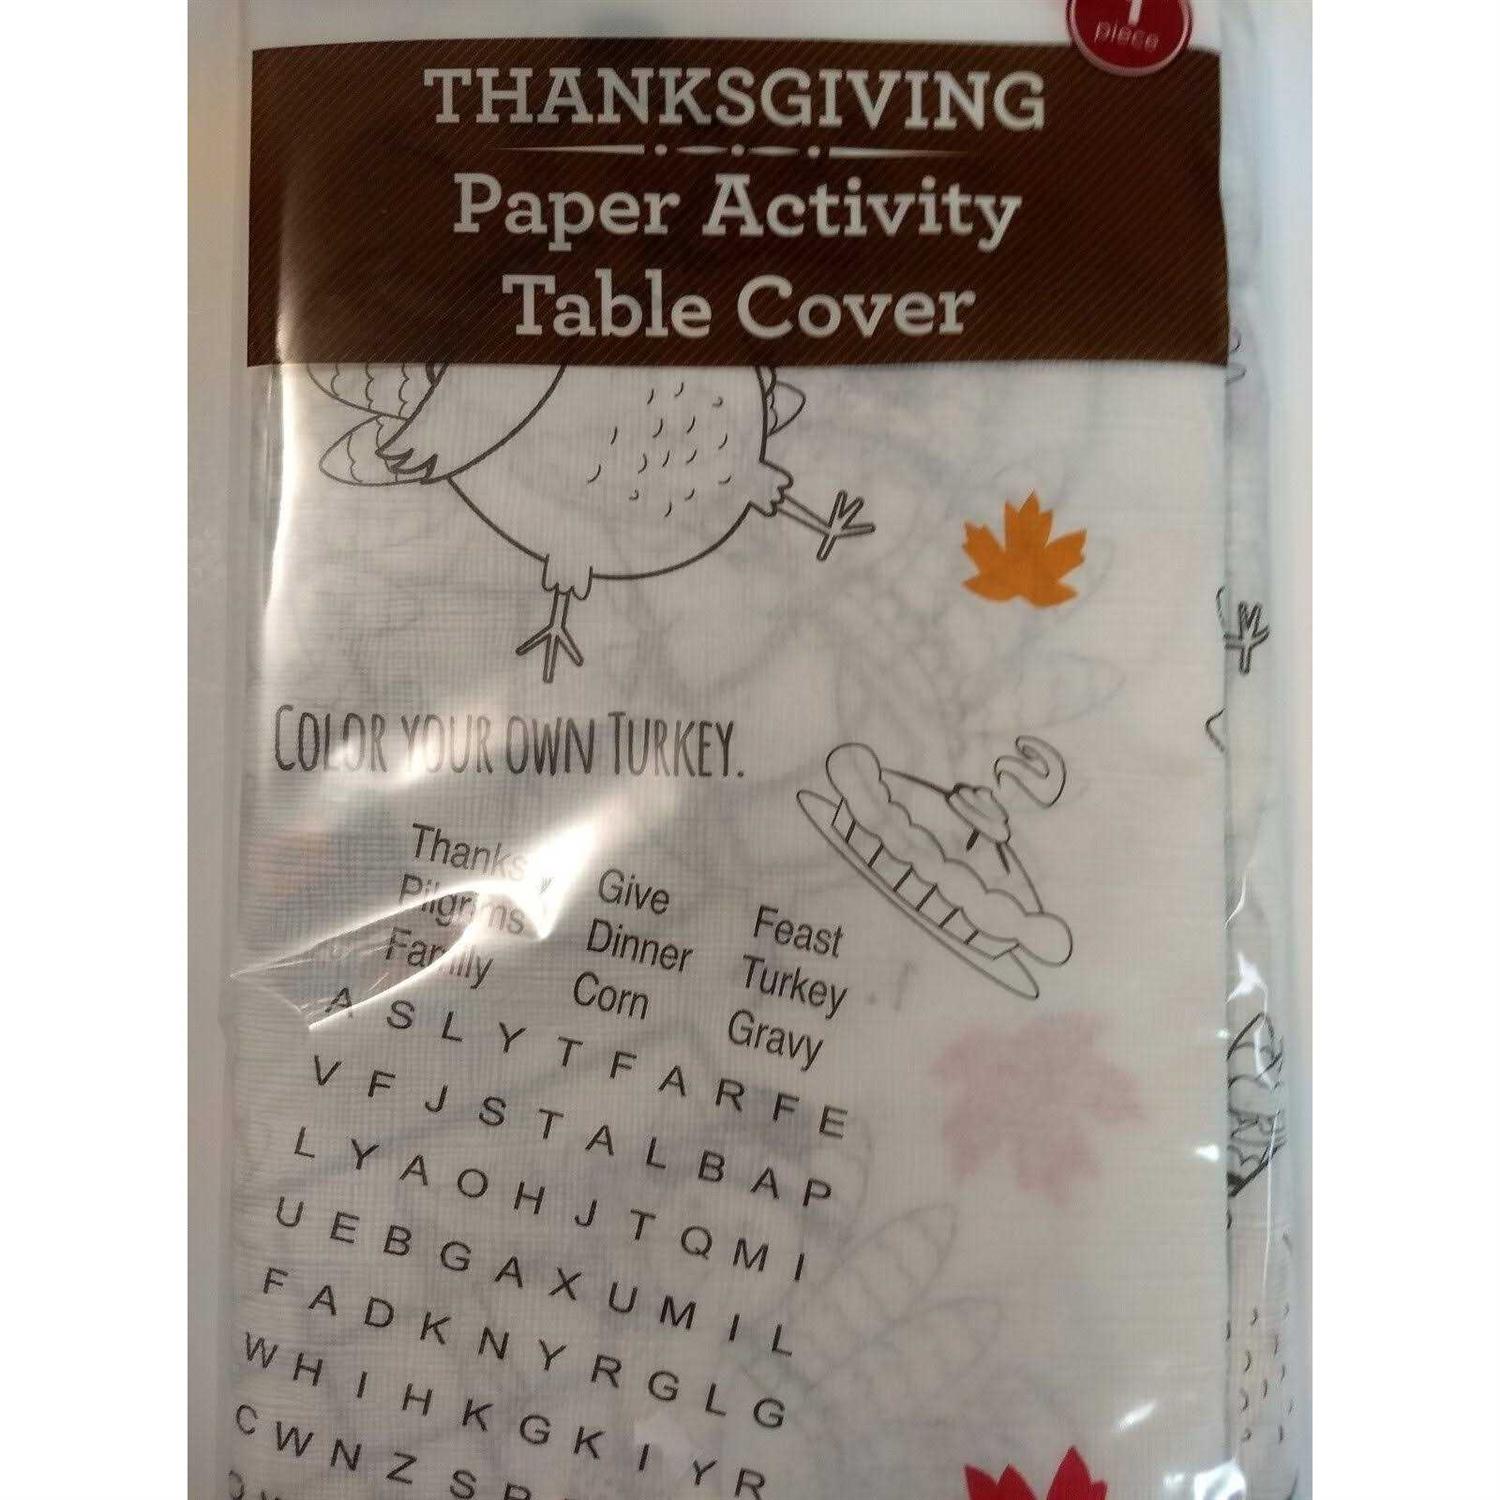 1
piece
THANKSGIVING
Paper Activity
Table Cover
COLOR YOUR OWN TURKEY.
Thanks Give Feast
Pilgrims Dinner Turkey
Family Corn Gravy
A S L Y T F A R F E
V F J S T A L B A P
L Y A O H J T Q M I
U E B G A X U M I L
F A D K N Y R G L G
W H I H K G K I Y R
C W N Z S